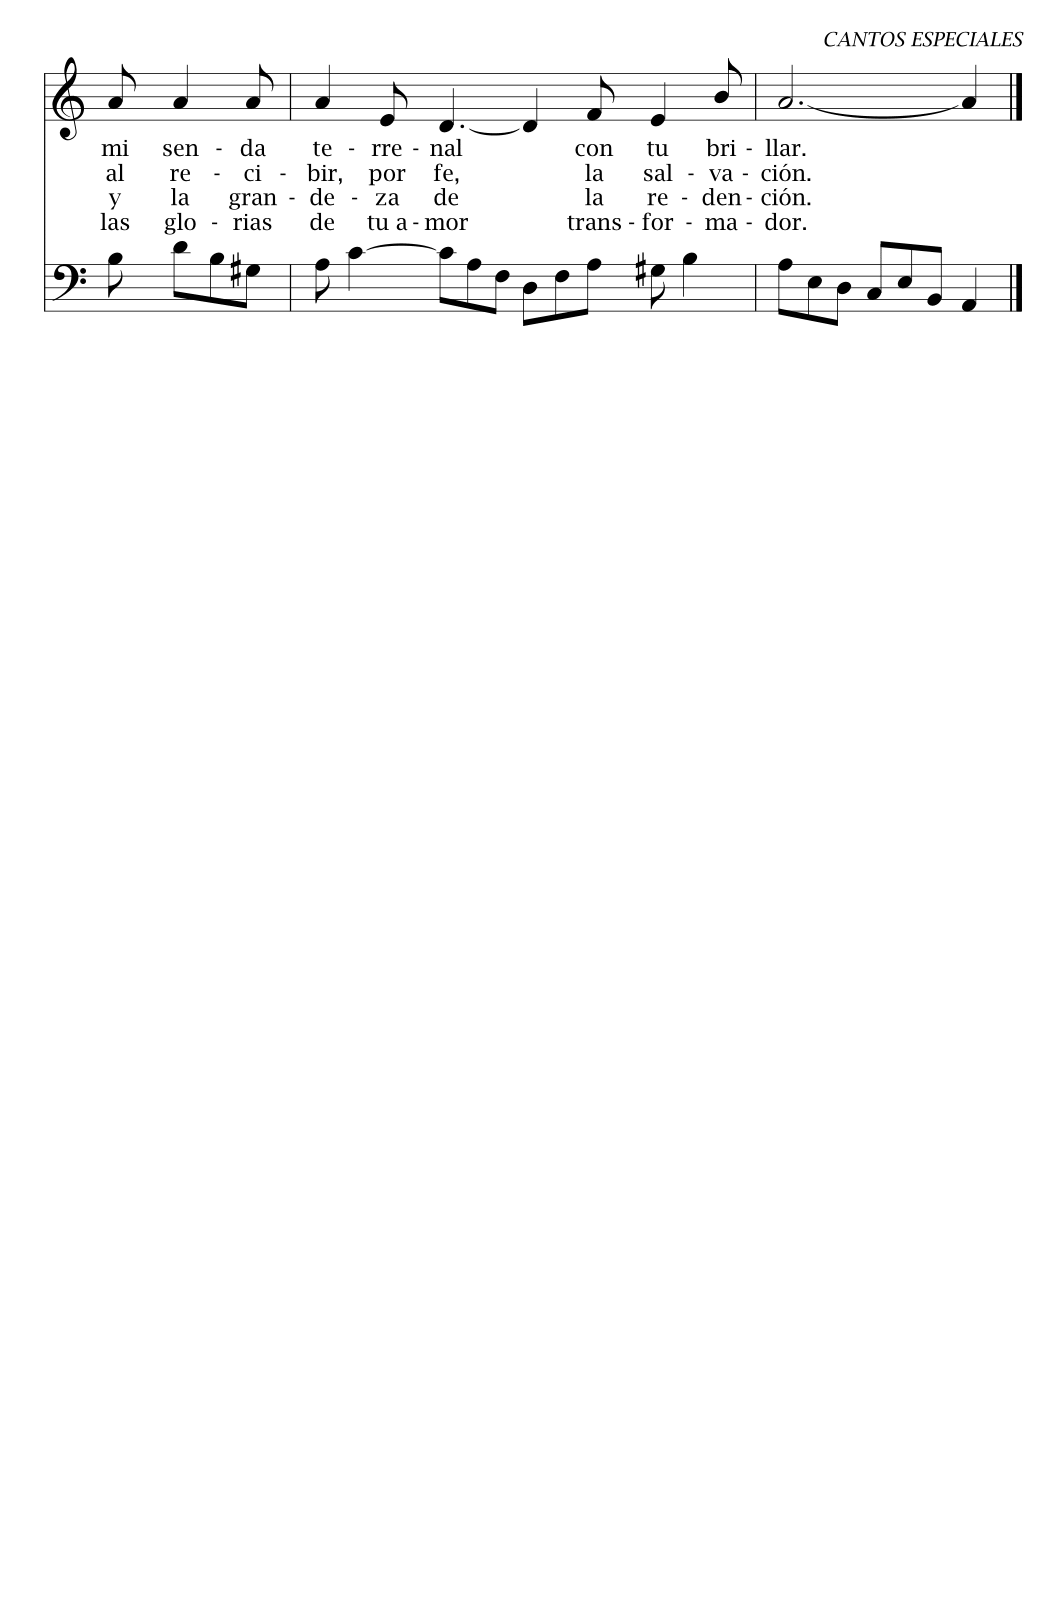 CANTOS ESPECIALES
mi sen - da te - rre - nal con tu bri - llar.
al re - ci - bir, por fe, la sal - va - ción.
y la gran - de - za de la re - den - ción.
las glo - rias de tu a - mor trans - for - ma - dor.